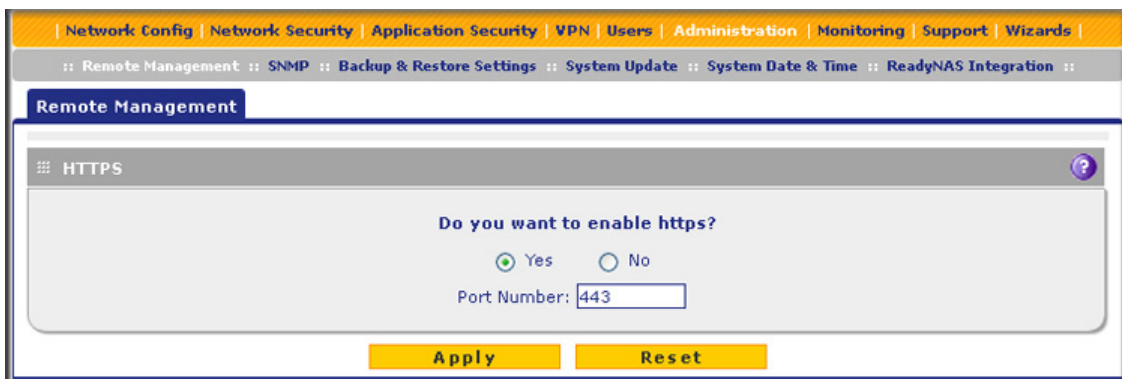 | Network Config | Network Security | Application Security | VPN | Users | Administration | Monitoring | Support | Wizards |
:: Remote Management :: SNMP :: Backup & Restore Settings :: System Update :: System Date & Time :: ReadyNAS Integration ::
Remote Management
HTTPS
?
Do you want to enable https?
Yes No
Port Number: 443
Apply Reset